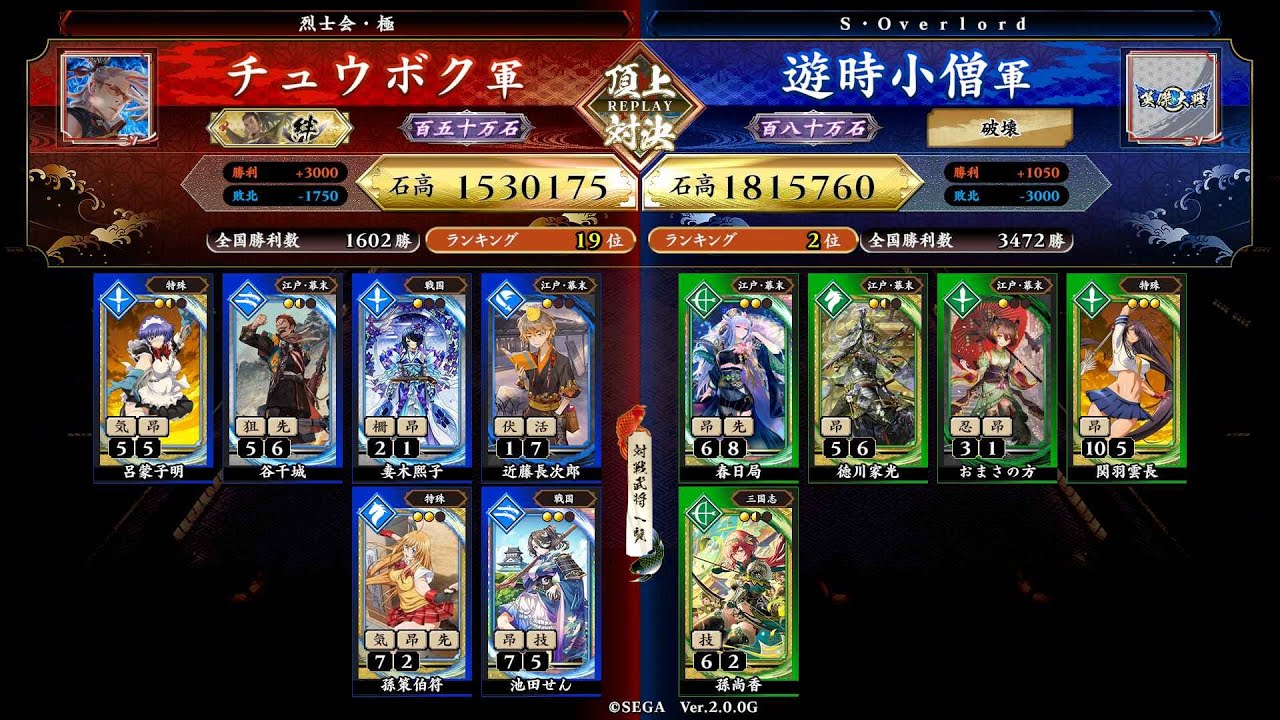 烈士会・極
S・Overlord
チュウボク軍
頂上
REPLAY
対決
遊時小僧軍
英傑大戦
絆
百五十万石
百八十万石
破壊
勝利 +3000
敗北 -1750
石高 1530175
石高 1815760
勝利 +1050
敗北 -3000
全国勝利数 1602勝
ランキング 19位
ランキング 2位
全国勝利数 3472勝
特殊
気 昂
5 5
呂蒙子明
江戸・幕末
狙 先
5 6
谷干城
戦国
柵 昂
2 1
妻木煕子
江戸・幕末
伏 活
1 7
近藤長次郎
特殊
気 昂 先
7 2
孫策伯符
戦国
昂 技
7 5
池田せん
対戦武将一覧
江戸・幕末
昂 先
6 8
春日局
江戸・幕末
昂
5 6
徳川家光
江戸・幕末
忍 昂
3 1
おまさの方
特殊
昂
10 5
関羽雲長
三国志
技
6 2
孫尚香
©SEGA Ver.2.0.0G